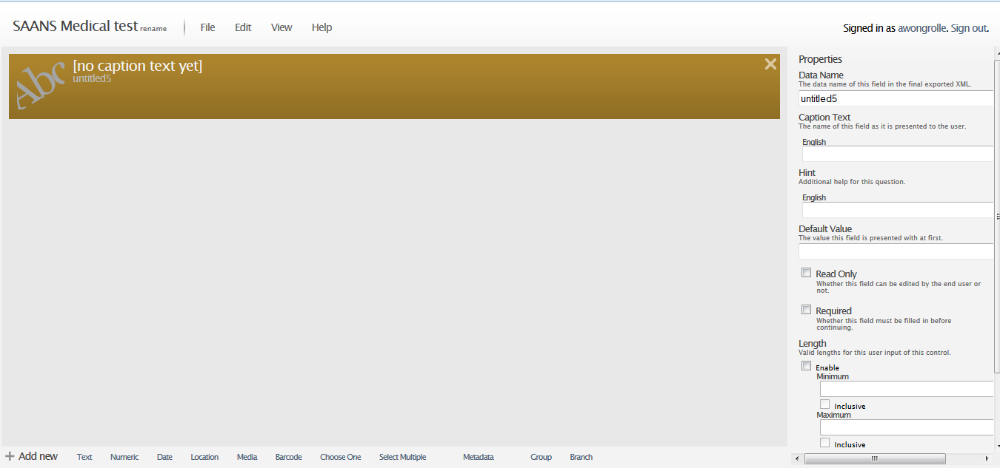 SAANS Medical test rename File Edit View Help Signed in as awongrolle. Sign out.
Abc [no caption text yet]
untitled5
Properties
Data Name
The data name of this field in the final exported XML.
untitled5
Caption Text
The name of this field as it is presented to the user.
English
Hint
Additional help for this question.
English
Default Value
The value this field is presented with at first.
Read Only
Whether this field can be edited by the end user or
not.
Required
Whether this field must be filled in before
continuing.
Length
Valid lengths for this user input of this control.
Enable
Minimum
Inclusive
Maximum
Inclusive
Add new Text Numeric Date Location Media Barcode Choose One Select Multiple Metadata Group Branch